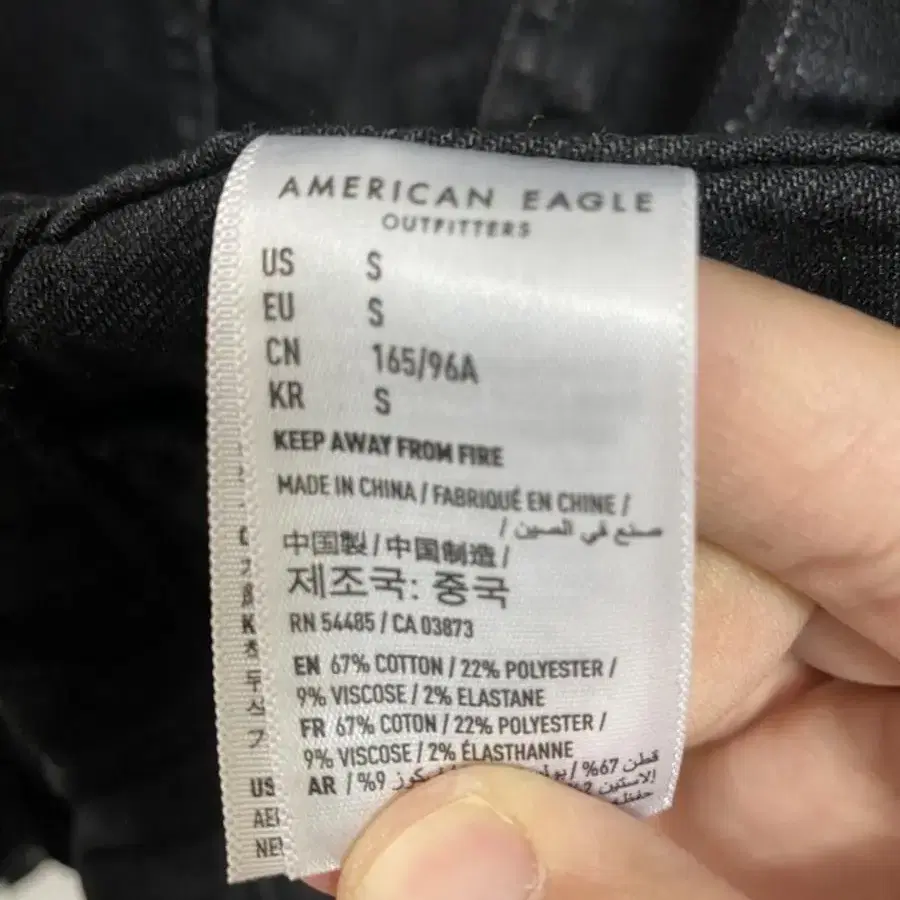 AMERICAN EAGLE
OUTFITTERS
US S
EU S
CN 165/96A
KR S
KEEP AWAY FROM FIRE
MADE IN CHINA / FABRIQUÉ EN CHINE /
صنع في الصين /
中国製 / 中国制造 /
제조국: 중국
RN 54485 / CA 03873
EN 67% COTTON / 22% POLYESTER /
9% VISCOSE / 2% ELASTANE
FR 67% COTON / 22% POLYESTER /
9% VISCOSE / 2% ÉLASTHANNE
AR / %9 قطن 67% /
US